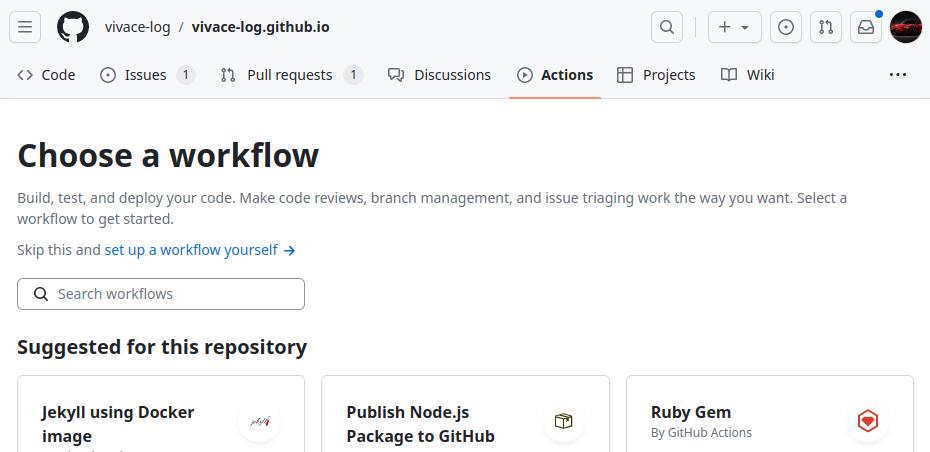 vivace-log / vivace-log.github.io
Code Issues 1 Pull requests 1 Discussions Actions Projects Wiki
Choose a workflow
Build, test, and deploy your code. Make code reviews, branch management, and issue triaging work the way you want. Select a
workflow to get started.
Skip this and set up a workflow yourself →
Search workflows
Suggested for this repository
Jekyll using Docker
image
Publish Node.js
Package to GitHub
Ruby Gem
By GitHub Actions